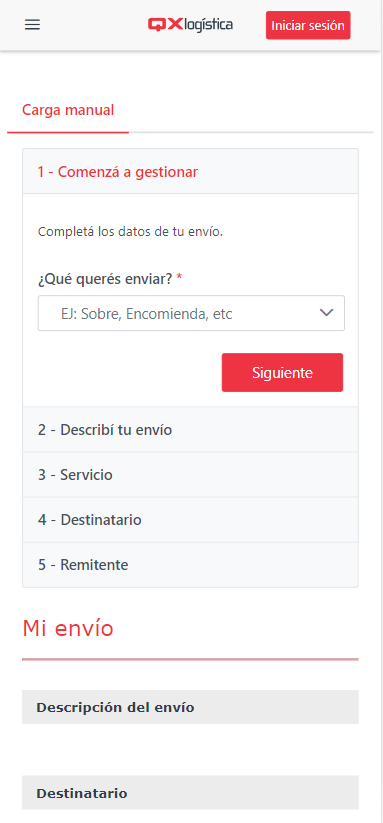 QX logística
Iniciar sesión
Carga manual
1 - Comenzá a gestionar
Completá los datos de tu envío.
¿Qué querés enviar? *
EJ: Sobre, Encomienda, etc
Siguiente
2 - Describí tu envío
3 - Servicio
4 - Destinatario
5 - Remitente
Mi envío
Descripción del envío
Destinatario